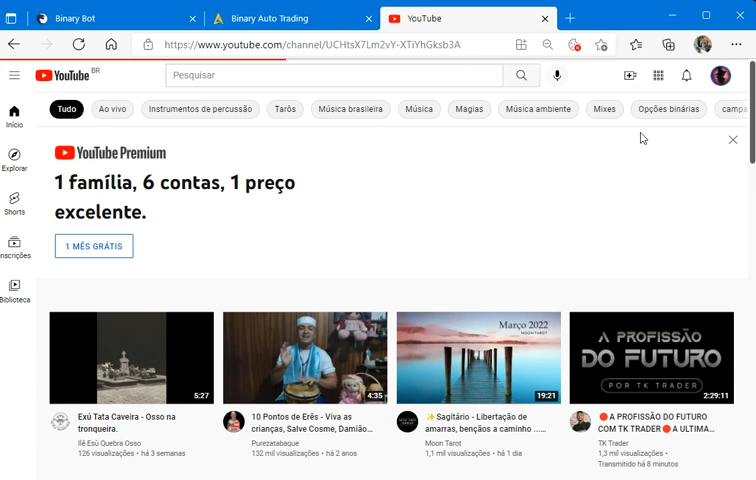 Binary Bot
Binary Auto Trading
YouTube
https://www.youtube.com/channel/UCHtsX7Lm2vY-XTiYhGksb3A
YouTube BR
Pesquisar
Tudo
Ao vivo
Instrumentos de percussão
Tarôs
Música brasileira
Música
Magias
Música ambiente
Mixes
Opções binárias
campa
Início
Explorar
Shorts
nscrições
Biblioteca
YouTube Premium
1 família, 6 contas, 1 preço
excelente.
1 MÊS GRÁTIS
5:27
4:35
Março 2022
MOON TAROT
19:21
A PROFISSÃO
DO FUTURO
POR TK TRADER
2:29:11
Exú Tata Caveira - Osso na
tronqueira.
Ilê Esù Quebra Osso
126 visualizações • há 3 semanas
10 Pontos de Erês - Viva as
crianças, Salve Cosme, Damião...
Purezatabaque
132 mil visualizações • há 2 anos
✨Sagitário - Libertação de
amarras, bençãos a caminho ......
Moon Tarot
1,1 mil visualizações • há 1 dia
🔴A PROFISSÃO DO FUTURO
COM TK TRADER🔴A ULTIMA...
TK Trader
1,3 mil visualizações •
Transmitido há 8 minutos